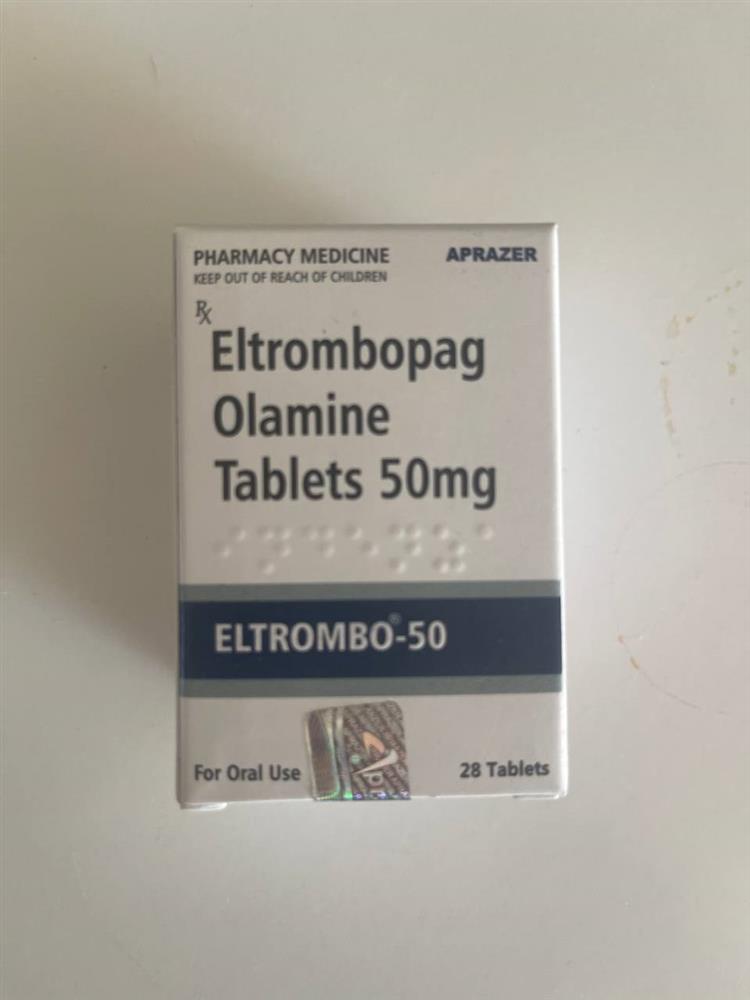 PHARMACY MEDICINE
APRAZER
KEEP OUT OF REACH OF CHILDREN
Rx
Eltrombopag
Olamine
Tablets 50mg
ELTROMBO®-50
For Oral Use
28 Tablets